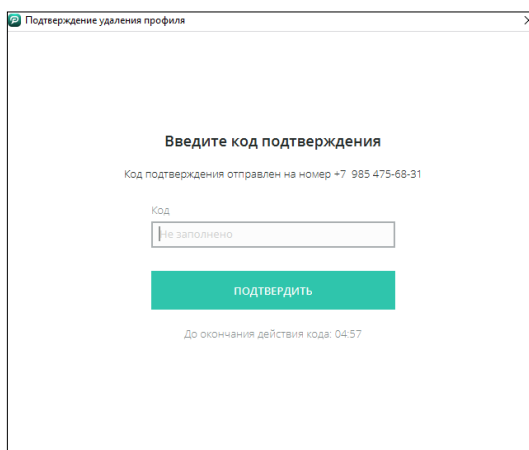 Подтверждение удаления профиля
Введите код подтверждения
Код подтверждения отправлен на номер +7 985 475-68-31
Код
Не заполнено
ПОДТВЕРДИТЬ
До окончания действия кода: 04:57